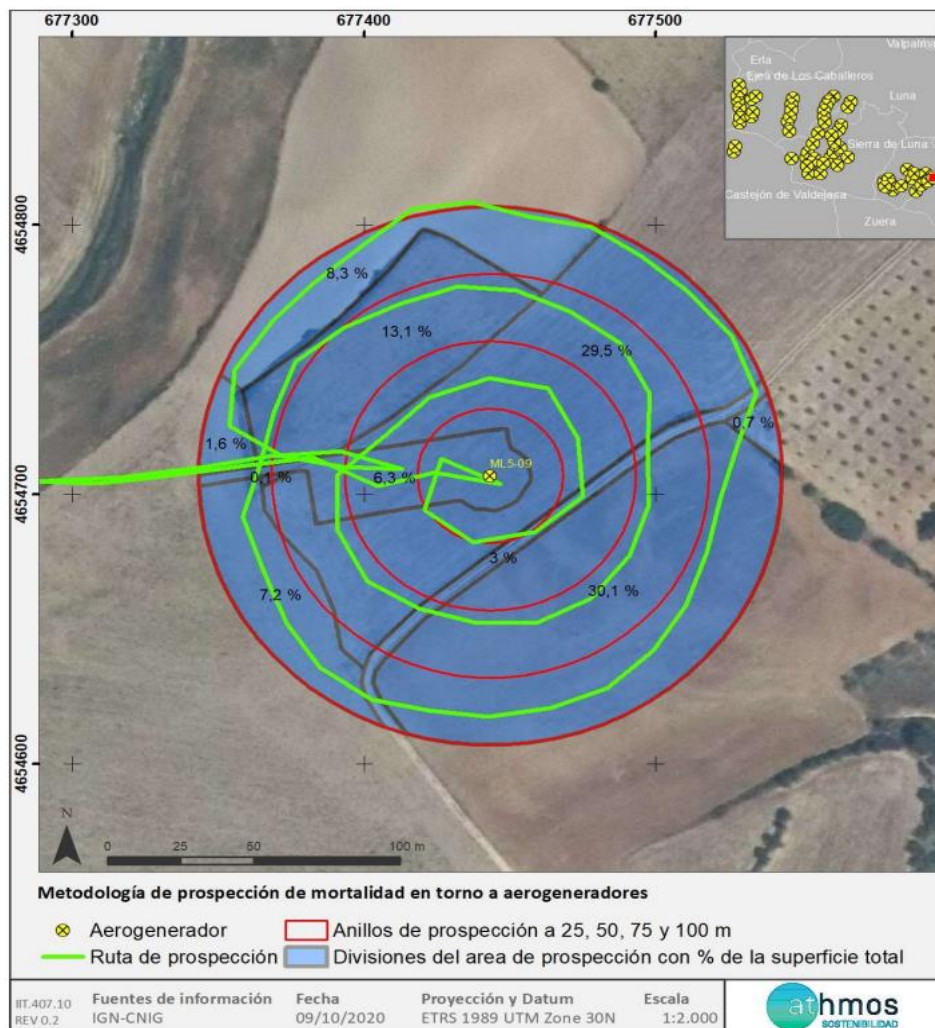 677300
677400
677500
4654800
4654700
4654600
Erla
Ejea de Los Caballeros
Luna
Sierra de Luna
Castejón de Valdejasa
Zuera
8,3 %
13,1 %
29,5 %
0,7 %
1,6 %
0,1 %
6,3 %
ML5-09
3 %
30,1 %
7,2 %
N
0 25 50 100 m
Metodología de prospección de mortalidad en torno a aerogeneradores
Aerogenerador
Anillos de prospección a 25, 50, 75 y 100 m
Ruta de prospección
Divisiones del area de prospección con % de la superficie total
IIT.407.10
REV 0.2
Fuentes de información
IGN-CNIG
Fecha
09/10/2020
Proyección y Datum
ETRS 1989 UTM Zone 30N
Escala
1:2.000
athmos
SOSTENIBILIDAD